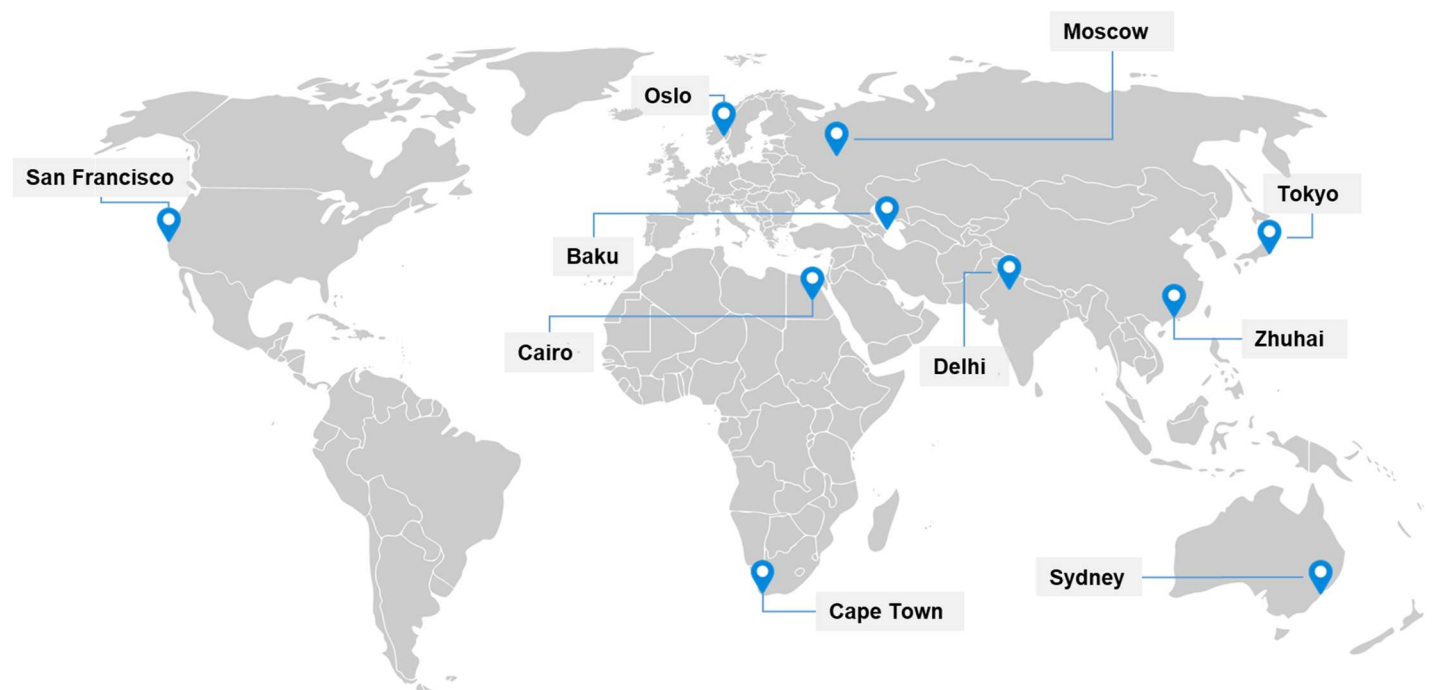 Moscow
Oslo
San Francisco
Tokyo
Baku
Cairo
Delhi
Zhuhai
Sydney
Cape Town